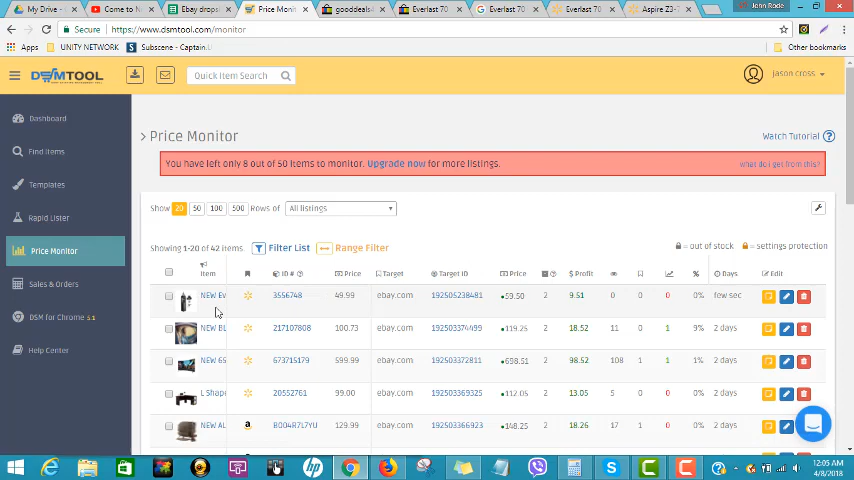 My Drive -
Come to N
Ebay drops
Price Monit
gooddeals4
Everlast 70
Everlast 70
Everlast 70
Aspire Z3-7
Jenn Rode
Secure
https://www.dsmtool.com/monitor
Apps
UNITY NETWORK
Subscene - Captain
Other bookmarks
DSMTOOL
Quick Item Search
jason cross
Dashboard
Find Items
Templates
Rapid Lister
Price Monitor
Sales & Orders
DSM for Chrome 5.1
Help Center
> Price Monitor
Watch Tutorial
You have left only 8 out of 50 items to monitor. Upgrade now for more listings.
what do i get from this?
Show 20 50 100 500 Rows of All listings
Showing 1-20 of 42 items. Filter List Range Filter
= out of stock = settings protection
Item ID # Price Target Target ID Price Profit % Days Edit
NEW EV 3556748 49.99 ebay.com 192505238481 59.50 2 9.51 0 0 0 0% few sec
NEW BL 217107808 100.73 ebay.com 192503374499 119.25 2 18.52 11 0 1 9% 2 days
NEW 65 673715179 599.99 ebay.com 192503372811 698.51 2 98.52 108 1 1 1% 2 days
L Shape 20552761 99.00 ebay.com 192503369325 112.05 2 13.05 5 0 0 0% 2 days
NEW AL B004R7L7YU 129.99 ebay.com 192503366923 148.25 2 18.26 17 1 0 0% 2 days
12:05 AM
4/8/2018